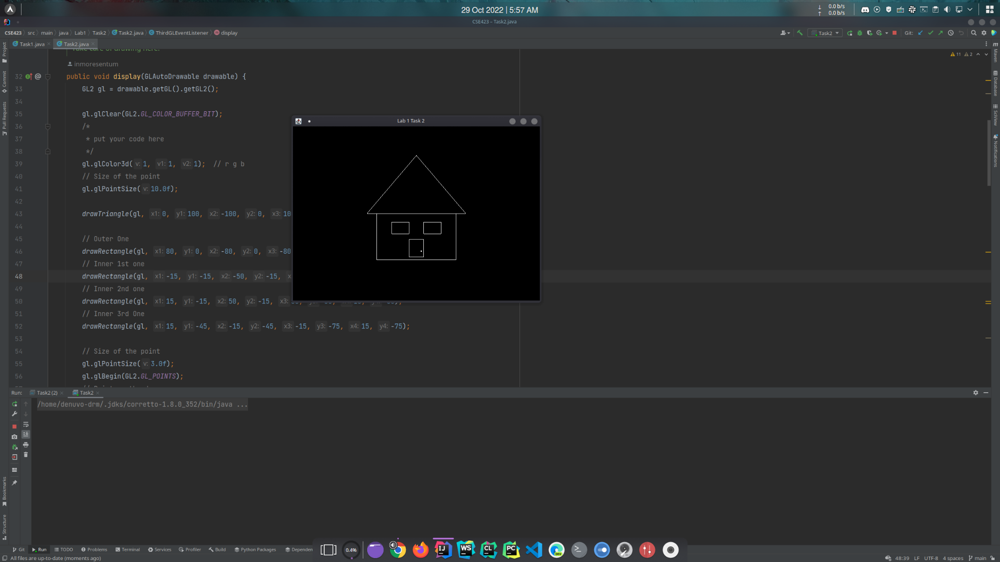 29 Oct 2022 | 5:57 AM
0.0 b/s
0.0 b/s
CSE423 – Task2.java
CSE423 src main java Lab1 Task2 Task2.java ThirdGLEventListener display
Task2
Git:
Task1.java
Task2.java
11 2
inmoresentum
32 public void display(GLAutoDrawable drawable) {
33 GL2 gl = drawable.getGL().getGL2();
34
35 gl.glClear(GL2.GL_COLOR_BUFFER_BIT);
36 /*
37 * put your code here
38 */
39 gl.glColor3d( v: 1, v1: 1, v2: 1); // r g b
40 // Size of the point
41 gl.glPointSize( v: 10.0f);
42
43 drawTriangle(gl, x1: 0, y1: 100, x2: -100, y2: 0, x3: 10
44
45 // Outer One
46 drawRectangle(gl, x1: 80, y1: 0, x2: -80, y2: 0, x3: -80
47 // Inner 1st one
48 drawRectangle(gl, x1: -15, y1: -15, x2: -50, y2: -15, x
49 // Inner 2nd one
50 drawRectangle(gl, x1: 15, y1: -15, x2: 50, y2: -15, x3:
51 // Inner 3rd One
52 drawRectangle(gl, x1: 15, y1: -45, x2: -15, y2: -45, x3: -15, y3: -75, x4: 15, y4: -75);
53
54 // Size of the point
55 gl.glPointSize( v: 3.0f);
56 gl.glBegin(GL2.GL_POINTS);
Lab 1 Task 2
Project
Commit
Pull Requests
Bookmarks
Structure
m
Maven
Database
SciView
Notifications
Run: Task2 (2) Task2
/home/denuvo-drm/.jdks/corretto-1.8.0_352/bin/java ...
Git Run TODO Problems Terminal Services Profiler Build Python Packages Dependen
0.4%
IJ
WS
CL
PC
DEV
All files are up-to-date (moments ago)
48:39 LF UTF-8 4 spaces main